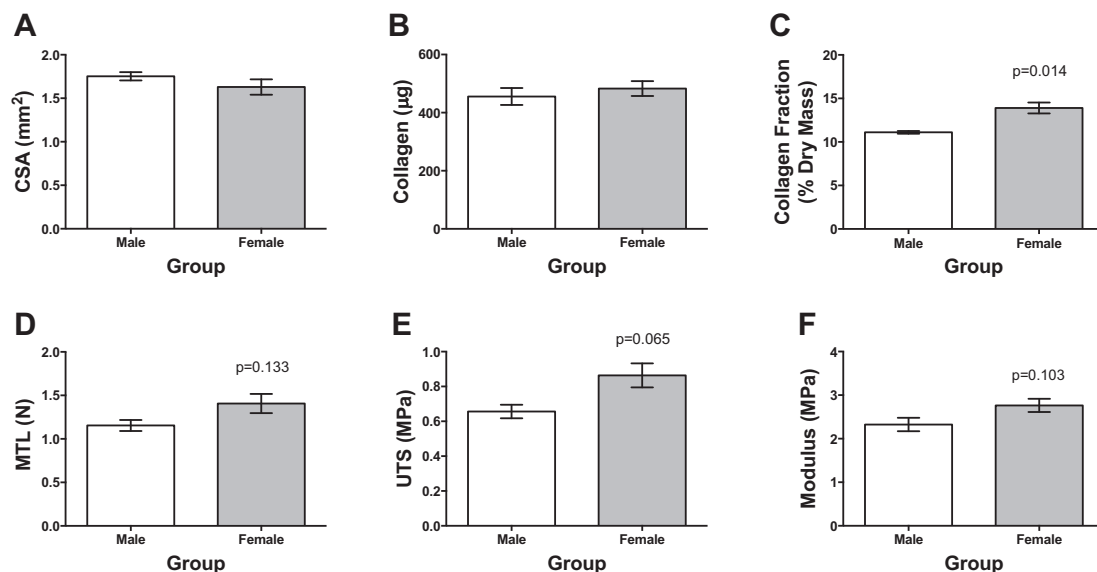 A
CSA (mm²)
2.0
1.5
1.0
0.5
0.0
Male
Female
Group
B
Collagen (µg)
600
400
200
0
Male
Female
Group
C
Collagen Fraction
(% Dry Mass)
20
15
10
5
0
p=0.014
Male
Female
Group
D
MTL (N)
2.0
1.5
1.0
0.5
0.0
p=0.133
Male
Female
Group
E
UTS (MPa)
1.0
0.8
0.6
0.4
0.2
0.0
p=0.065
Male
Female
Group
F
Modulus (MPa)
4
3
2
1
0
p=0.103
Male
Female
Group